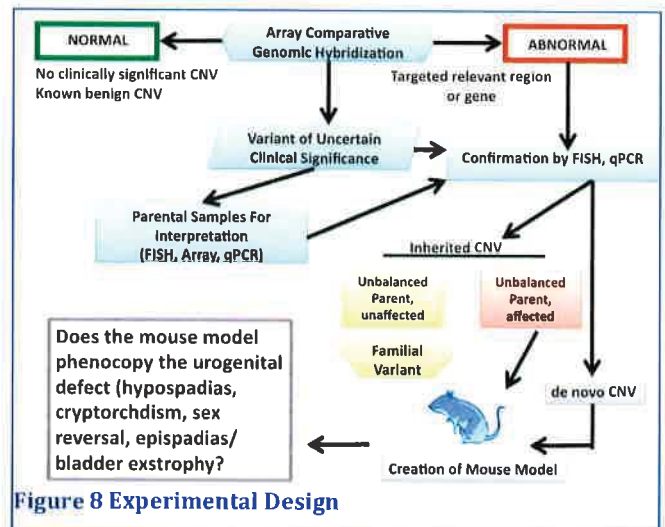 NORMAL
Array Comparative
Genomic Hybridization
ABNORMAL
No clinically significant CNV
Known benign CNV
Targeted relevant region
or gene
Variant of Uncertain
Clinical Significance
Confirmation by FISH, qPCR
Parental Samples For
Interpretation
(FISH, Array, qPCR)
Inherited CNV
Unbalanced
Parent,
unaffected
Unbalanced
Parent,
affected
Familial
Variant
de novo CNV
Does the mouse model
phenocopy the urogenital
defect (hypospadias,
cryptorchdism, sex
reversal, epispadias/
bladder exstrophy?
Creation of Mouse Model
Figure 8 Experimental Design